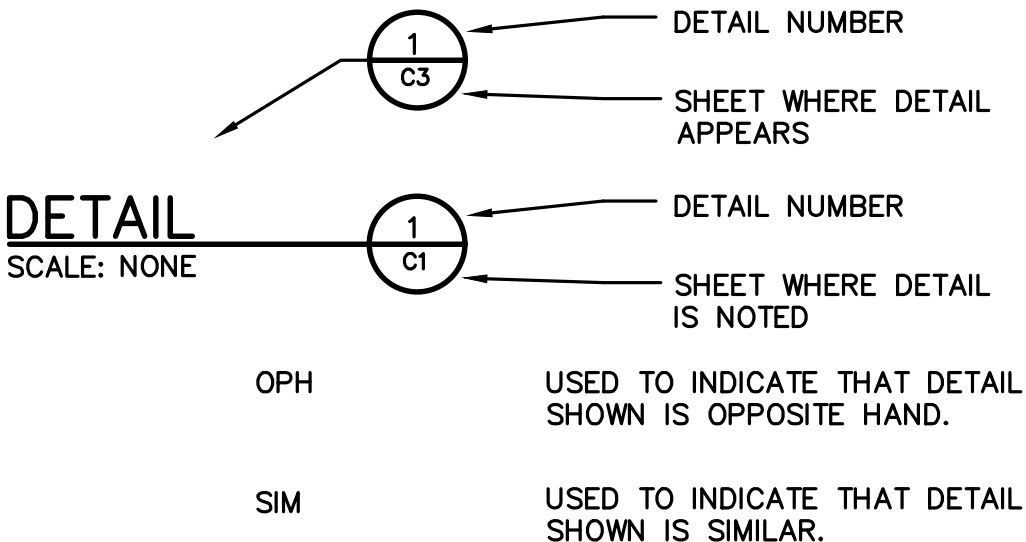 1
C3
DETAIL NUMBER
SHEET WHERE DETAIL
APPEARS
DETAIL
SCALE: NONE
1
C1
DETAIL NUMBER
SHEET WHERE DETAIL
IS NOTED
OPH
USED TO INDICATE THAT DETAIL
SHOWN IS OPPOSITE HAND.
SIM
USED TO INDICATE THAT DETAIL
SHOWN IS SIMILAR.